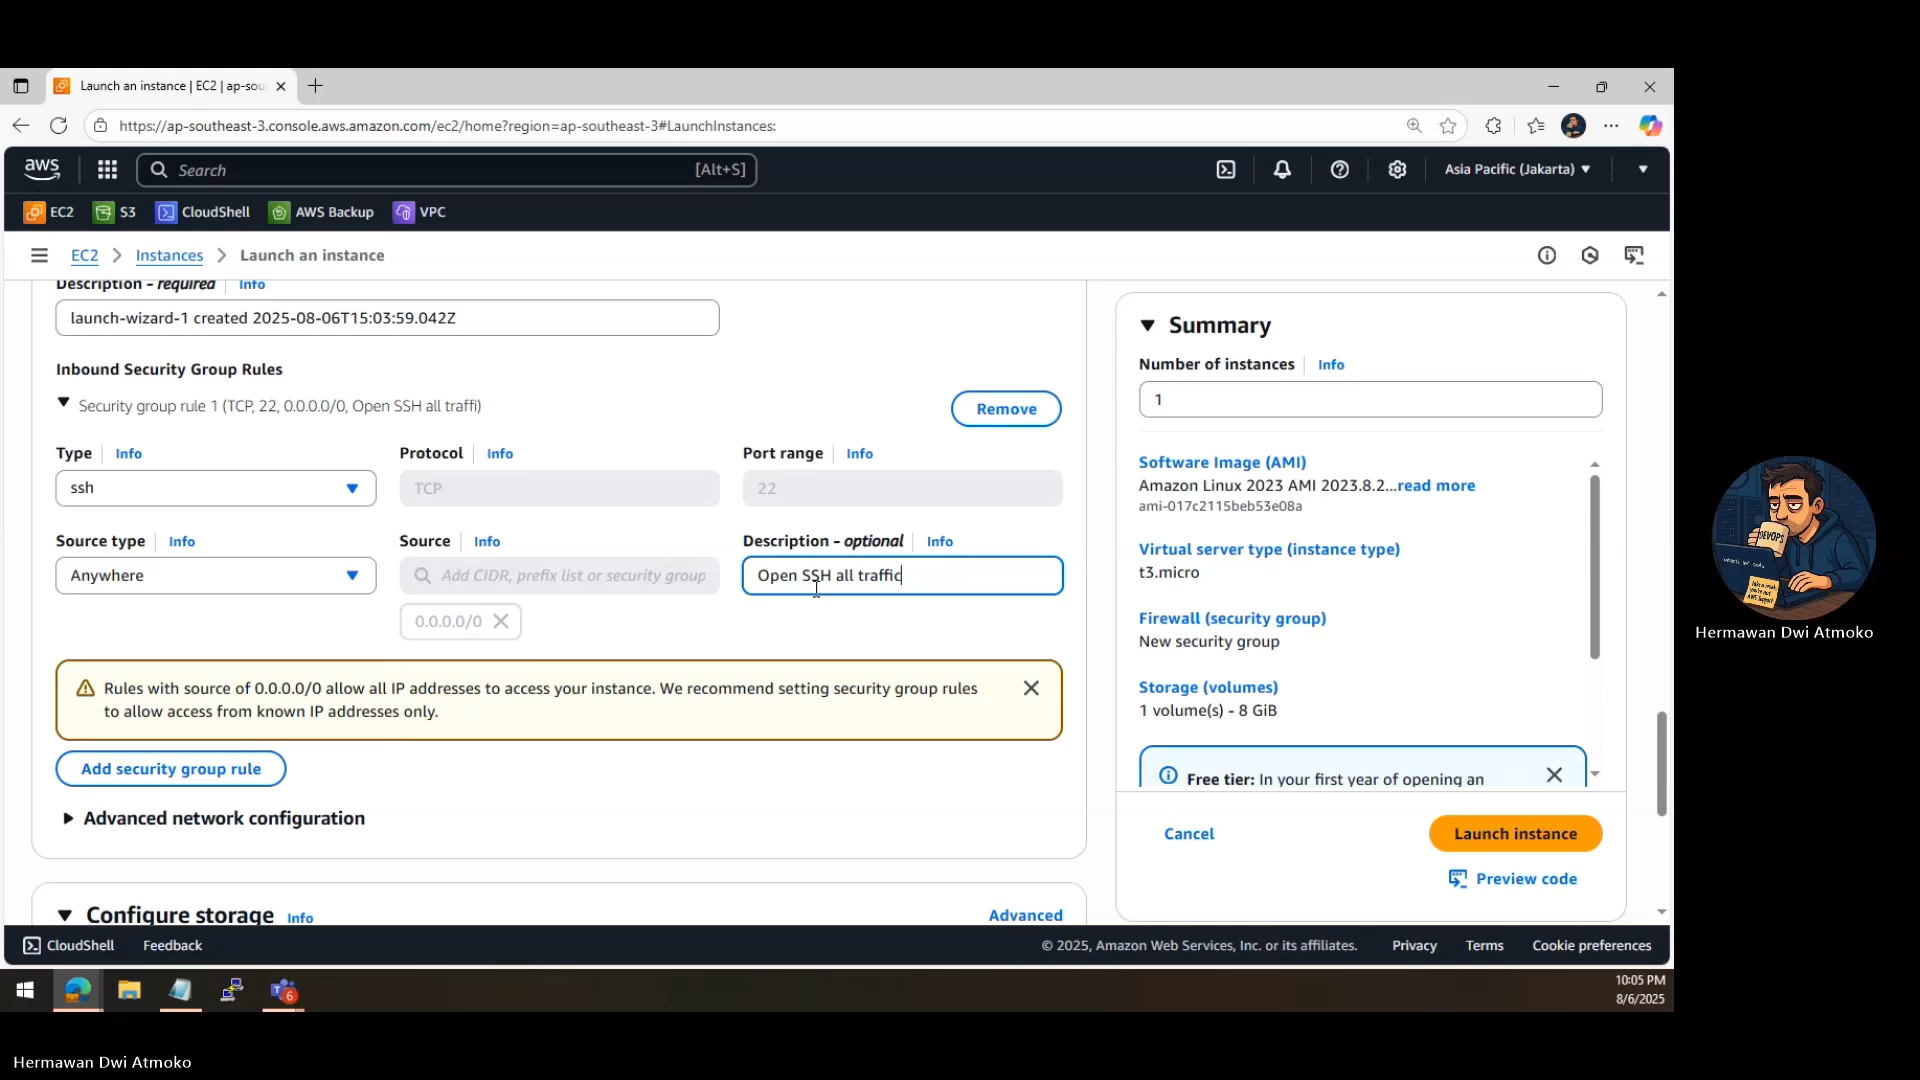 Launch an instance | EC2 | ap-sou
https://ap-southeast-3.console.aws.amazon.com/ec2/home?region=ap-southeast-3#LaunchInstances:
aws
Search
[Alt+S]
Asia Pacific (Jakarta)
EC2
S3
CloudShell
AWS Backup
VPC
EC2
Instances
Launch an instance
Description - required
Info
launch-wizard-1 created 2025-08-06T15:03:59.042Z
Inbound Security Group Rules
Security group rule 1 (TCP, 22, 0.0.0.0/0, Open SSH all traffi)
Remove
Type
Info
Protocol
Info
Port range
Info
ssh
TCP
22
Source type
Info
Source
Info
Description - optional
Info
Anywhere
Add CIDR, prefix list or security group
Open SSH all traffic
0.0.0.0/0
Rules with source of 0.0.0.0/0 allow all IP addresses to access your instance. We recommend setting security group rules
to allow access from known IP addresses only.
Add security group rule
Advanced network configuration
Configure storage
Info
Advanced
Summary
Number of instances
Info
1
Software Image (AMI)
Amazon Linux 2023 AMI 2023.8.2...read more
ami-017c2115beb53e08a
Virtual server type (instance type)
t3.micro
Firewall (security group)
New security group
Storage (volumes)
1 volume(s) - 8 GiB
Free tier: In your first year of opening an
Cancel
Launch instance
Preview code
CloudShell
Feedback
© 2025, Amazon Web Services, Inc. or its affiliates.
Privacy
Terms
Cookie preferences
6
10:05 PM
8/6/2025
DEVOPS
Hermawan Dwi Atmoko
Hermawan Dwi Atmoko